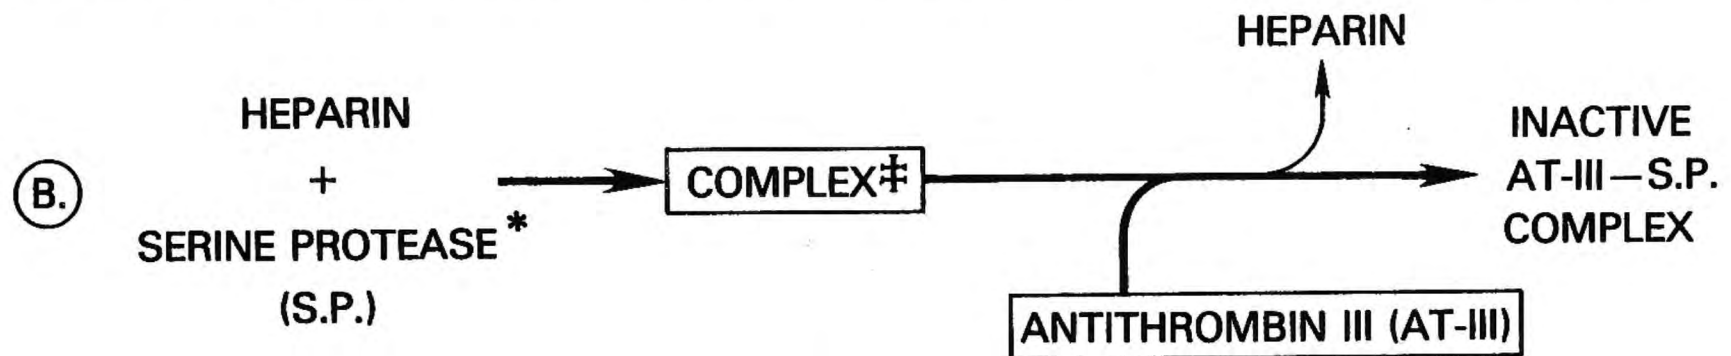 B.
HEPARIN
+
SERINE PROTEASE*
(S.P.)
COMPLEX‡
HEPARIN
ANTITHROMBIN III (AT-III)
INACTIVE
AT-III—S.P.
COMPLEX